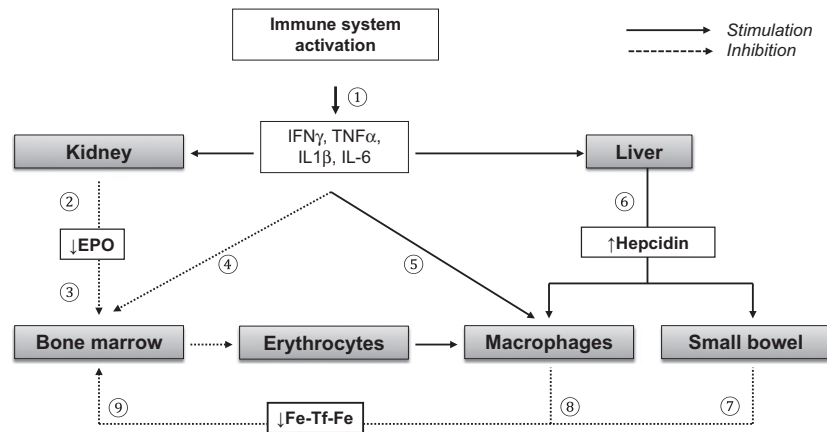 Immune system
activation
Stimulation
Inhibition
①
IFNγ, TNFα,
IL1β, IL-6
Kidney
Liver
②
⑥
↓EPO
↑Hepcidin
④
⑤
③
Bone marrow
Erythrocytes
Macrophages
Small bowel
⑨
↓Fe-Tf-Fe
⑧
⑦